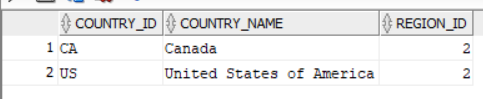 COUNTRY_ID COUNTRY_NAME REGION_ID
1 CA Canada 2
2 US United States of America 2